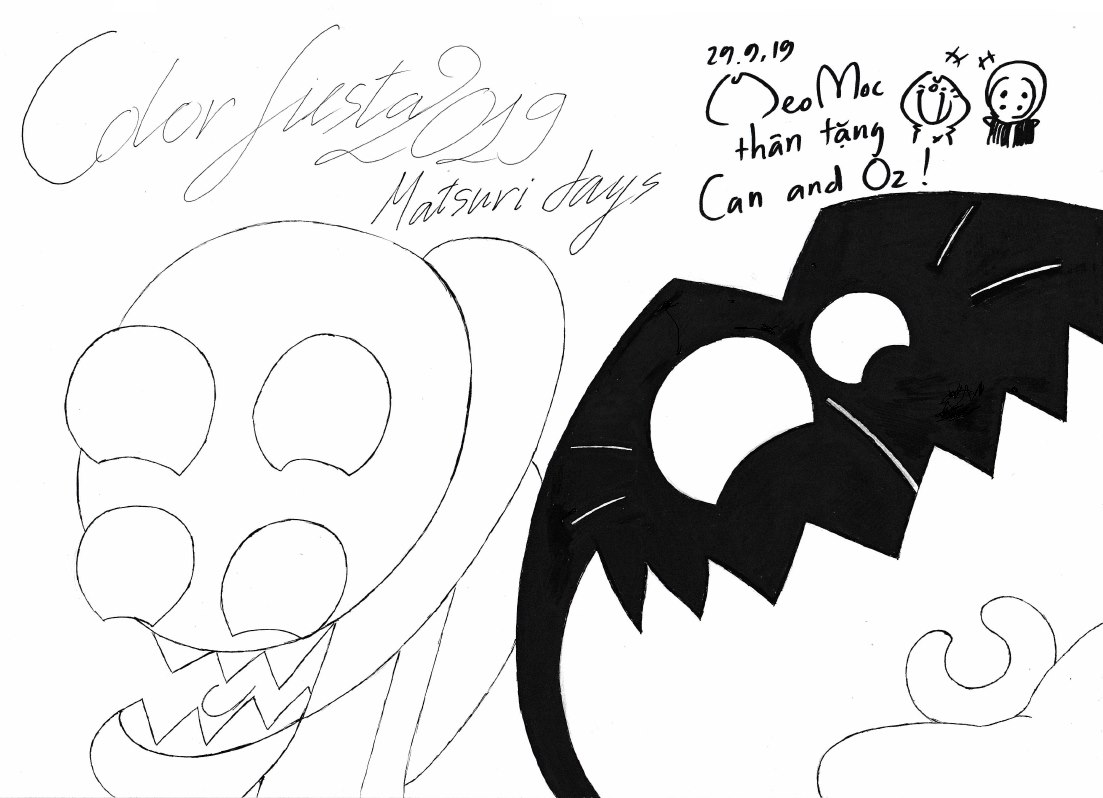 Color fiesta 2019
Matsuri days
29.9.19
MeoMoc
thân tặng
Can and Oz!